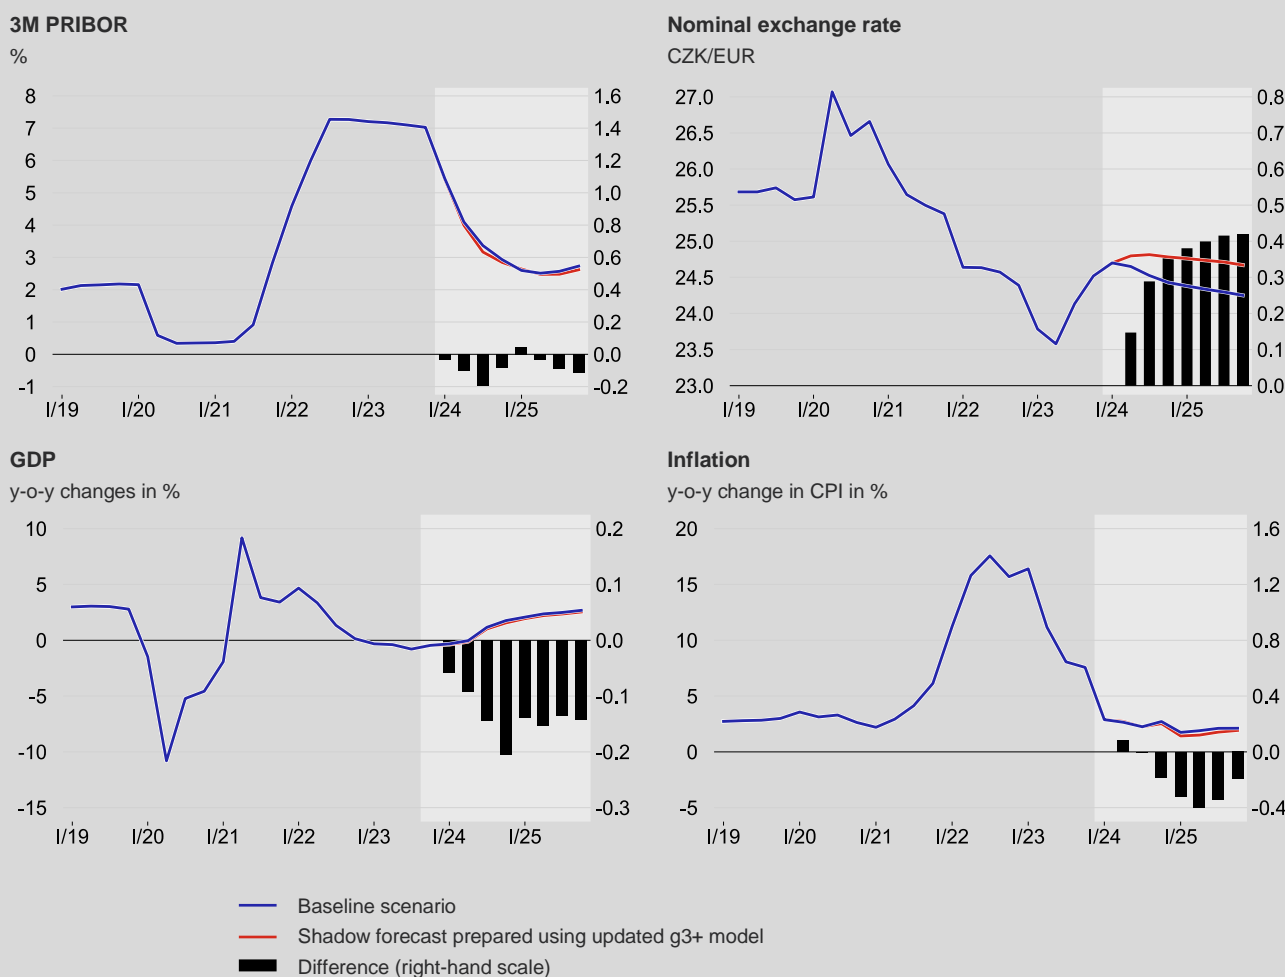 3M PRIBOR
%
8 1.6
7 1.4
6 1.2
5 1.0
4 0.8
3 0.6
2 0.4
1 0.2
0 0.0
-1 -0.2
I/19 I/20 I/21 I/22 I/23 I/24 I/25
Nominal exchange rate
CZK/EUR
27.0 0.8
26.5 0.7
26.0 0.6
25.5 0.5
25.0 0.4
24.5 0.3
24.0 0.2
23.5 0.1
23.0 0.0
I/19 I/20 I/21 I/22 I/23 I/24 I/25
GDP
y-o-y changes in %
10 0.2
5 0.1
0 0.0
-5 -0.1
-10 -0.2
-15 -0.3
I/19 I/20 I/21 I/22 I/23 I/24 I/25
Inflation
y-o-y change in CPI in %
20 1.6
15 1.2
10 0.8
5 0.4
0 0.0
-5 -0.4
I/19 I/20 I/21 I/22 I/23 I/24 I/25
Baseline scenario
Shadow forecast prepared using updated g3+ model
Difference (right-hand scale)